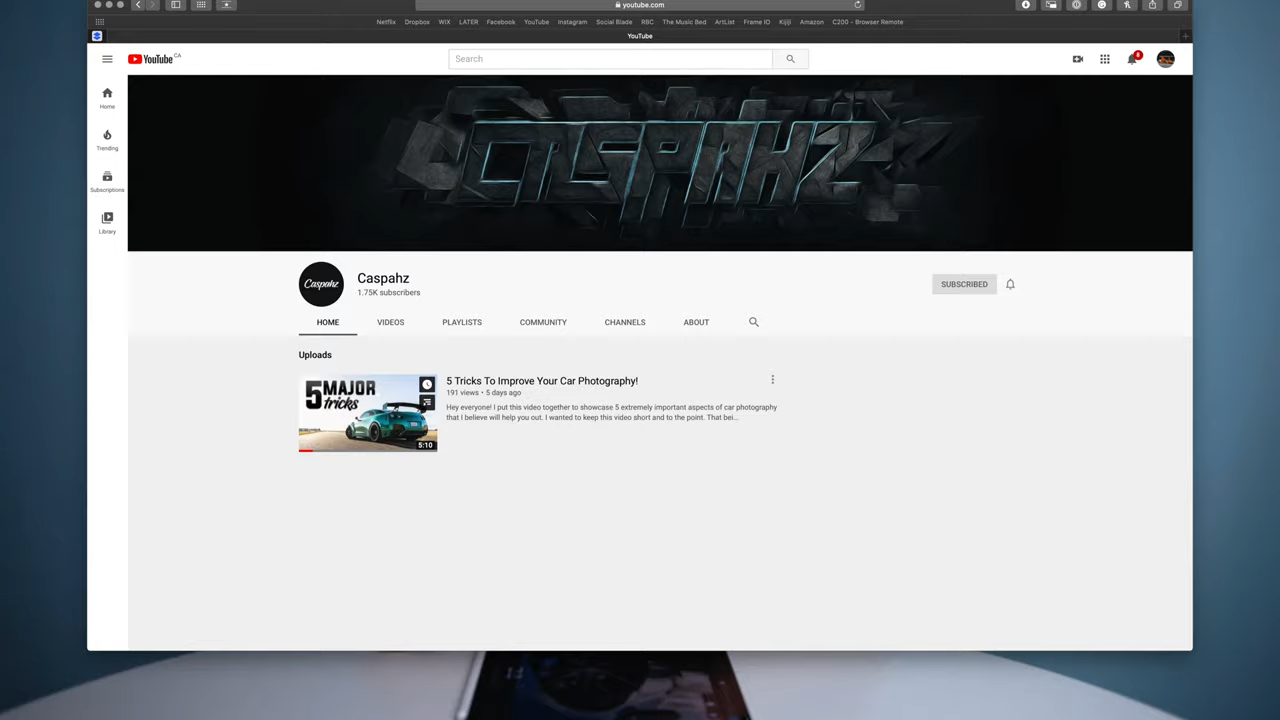 youtube.com
Netflix Dropbox WIX LATER Facebook YouTube Instagram Social Blade RBC The Music Bed ArtList Frame IO Kijiji Amazon C200 – Browser Remote
YouTube
YouTube CA
Search
8
Home
Trending
Subscriptions
Library
CASPAHZ
Caspahz
Caspahz
1.75K subscribers
SUBSCRIBED
HOME VIDEOS PLAYLISTS COMMUNITY CHANNELS ABOUT
Uploads
5 MAJOR
tricks
5:10
5 Tricks To Improve Your Car Photography!
191 views • 5 days ago
Hey everyone! I put this video together to showcase 5 extremely important aspects of car photography
that I believe will help you out. I wanted to keep this video short and to the point. That bei...